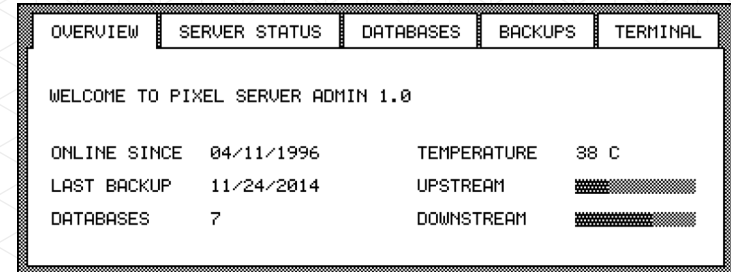 OVERVIEW SERVER STATUS DATABASES BACKUPS TERMINAL
WELCOME TO PIXEL SERVER ADMIN 1.0
ONLINE SINCE 04/11/1996 TEMPERATURE 38 C
LAST BACKUP 11/24/2014 UPSTREAM
DATABASES 7 DOWNSTREAM